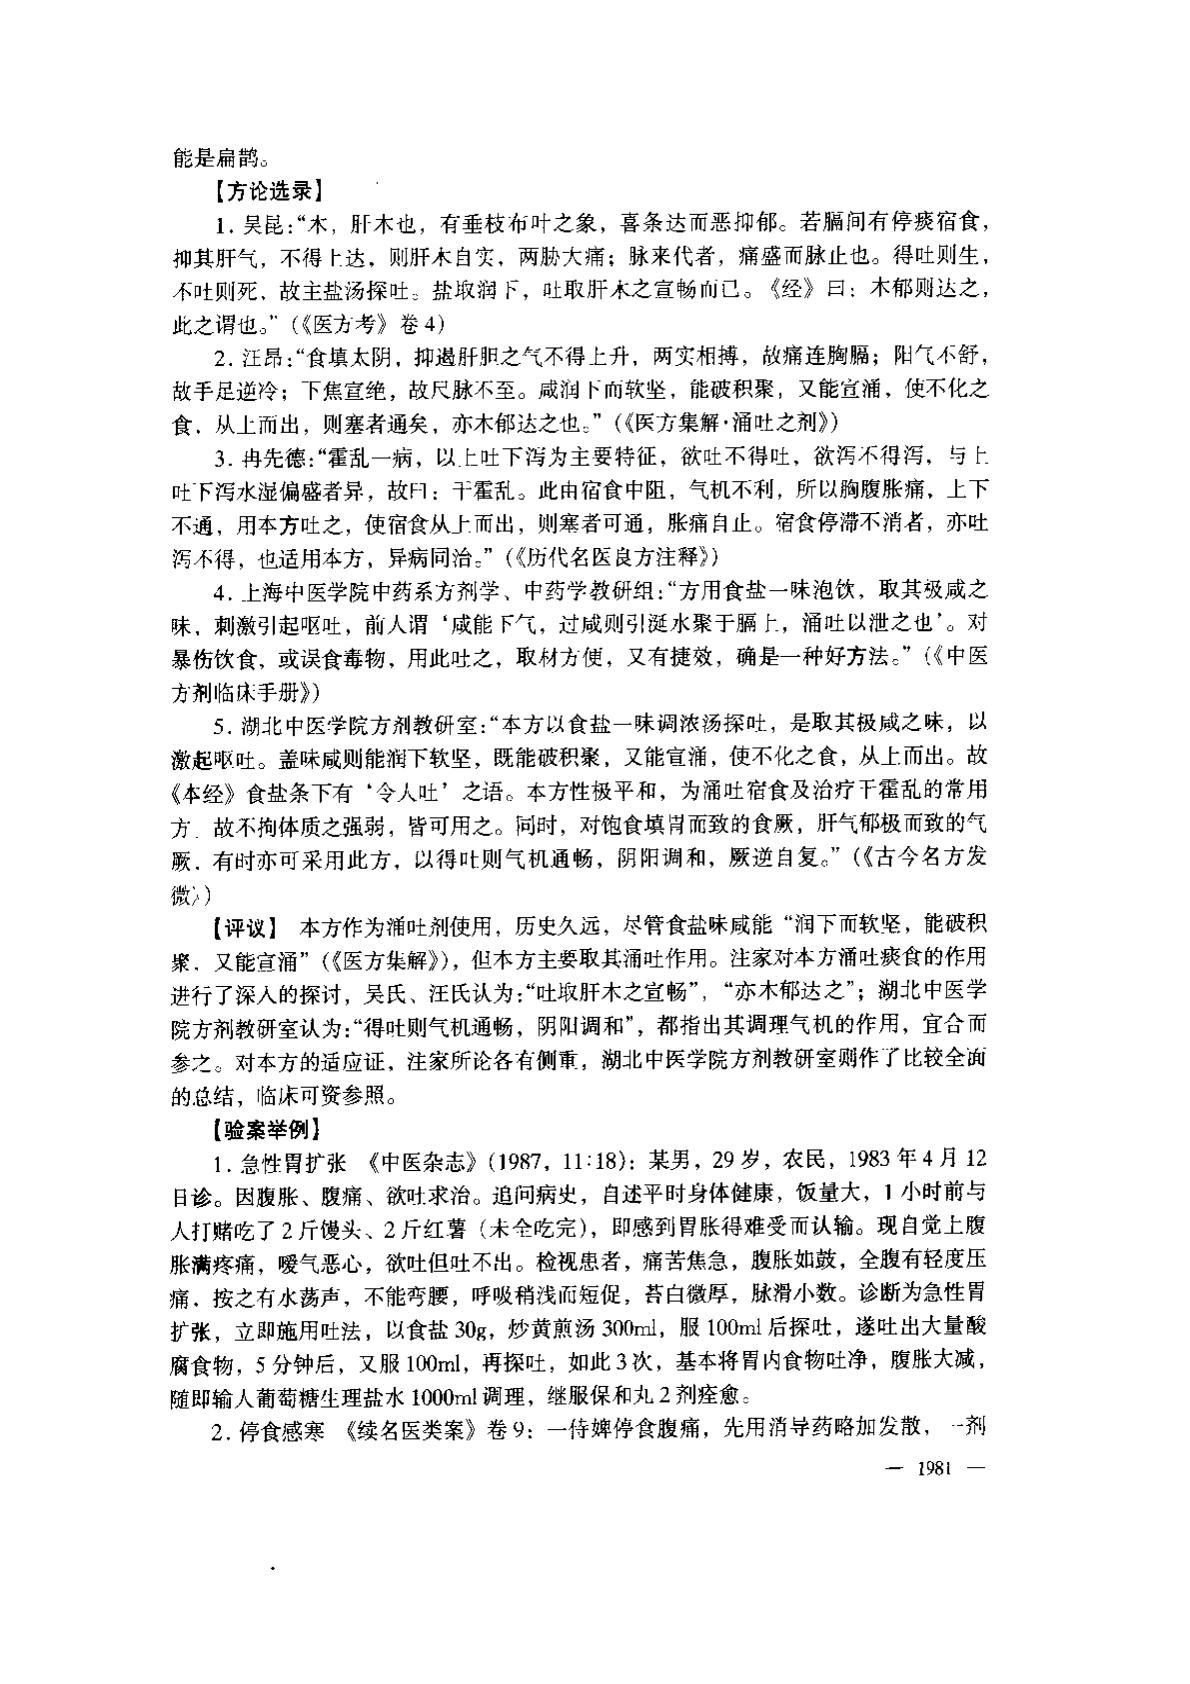 能是扁鹊。
【方论选录】
1. 吴昆：“木，肝木也，有垂枝布叶之象，喜条达而恶抑郁。若膈间有停痰宿食，
抑其肝气，不得上达，则肝木自实，两胁大痛；脉来代者，痛盛而脉止也。得吐则生，
不吐则死，故主盐汤探吐。盐取润下，吐取肝木之宣畅而已。《经》曰：木郁则达之，
此之谓也。”（《医方考》卷4）
2. 汪昂：“食填太阴，抑遏肝胆之气不得上升，两实相搏，故痛连胸膈；阳气不舒，
故手足逆冷；下焦宣绝，故尺脉不至。咸润下而软坚，能破积聚，又能宣涌，使不化之
食，从上而出，则塞者通矣，亦木郁达之也。”（《医方集解·涌吐之剂》）
3. 冉先德：“霍乱一病，以上吐下泻为主要特征，欲吐不得吐，欲泻不得泻，与上
吐下泻水湿偏盛者异，故曰：干霍乱。此由宿食中阻，气机不利，所以胸腹胀痛，上下
不通，用本方吐之，使宿食从上而出，则塞者可通，胀痛自止。宿食停滞不消者，亦吐
泻不得，也适用本方，异病同治。”（《历代名医良方注释》）
4. 上海中医学院中药系方剂学、中药学教研组：“方用食盐一味泡饮，取其极咸之
味，刺激引起呕吐，前人谓‘咸能下气，过咸则引涎水聚于膈上，涌吐以泄之也’。对
暴伤饮食，或误食毒物，用此吐之，取材方便，又有捷效，确是一种好方法。”（《中医
方剂临床手册》）
5. 湖北中医学院方剂教研室：“本方以食盐一味调浓汤探吐，是取其极咸之味，以
激起呕吐。盖味咸则能润下软坚，既能破积聚，又能宣涌，使不化之食，从上而出。故
《本经》食盐条下有‘令人吐’之语。本方性极平和，为涌吐宿食及治疗干霍乱的常用
方．故不拘体质之强弱，皆可用之。同时，对饱食填胃而致的食厥，肝气郁极而致的气
厥，有时亦可采用此方，以得吐则气机通畅，阴阳调和，厥逆自复。”（《古今名方发
微》）
【评议】 本方作为涌吐剂使用，历史久远，尽管食盐味咸能“润下而软坚，能破积
聚，又能宣涌”（《医方集解》），但本方主要取其涌吐作用。注家对本方涌吐痰食的作用
进行了深入的探讨，吴氏、汪氏认为：“吐取肝木之宣畅”，“亦木郁达之”；湖北中医学
院方剂教研室认为：“得吐则气机通畅，阴阳调和”，都指出其调理气机的作用，宜合而
参之。对本方的适应证，注家所论各有侧重，湖北中医学院方剂教研室则作了比较全面
的总结，临床可资参照。
【验案举例】
1. 急性胃扩张 《中医杂志》（1987，11:18）：某男，29岁，农民，1983年4月12
日诊。因腹胀、腹痛、欲吐求治。追问病史，自述平时身体健康，饭量大，1小时前与
人打赌吃了2斤馒头、2斤红薯（未全吃完），即感到胃胀得难受而认输。现自觉上腹
胀满疼痛，嗳气恶心，欲吐但吐不出。检视患者，痛苦焦急，腹胀如鼓，全腹有轻度压
痛，按之有水荡声，不能弯腰，呼吸稍浅而短促，苔白微厚，脉滑小数。诊断为急性胃
扩张，立即施用吐法，以食盐30g，炒黄煎汤300ml，服100ml后探吐，遂吐出大量酸
腐食物，5分钟后，又服100ml，再探吐，如此3次，基本将胃内食物吐净，腹胀大减，
随即输入葡萄糖生理盐水1000ml调理，继服保和丸2剂痊愈。
2. 停食感寒 《续名医类案》卷9：一侍婢停食腹痛，先用消导药略加发散，一剂
— 1981 —